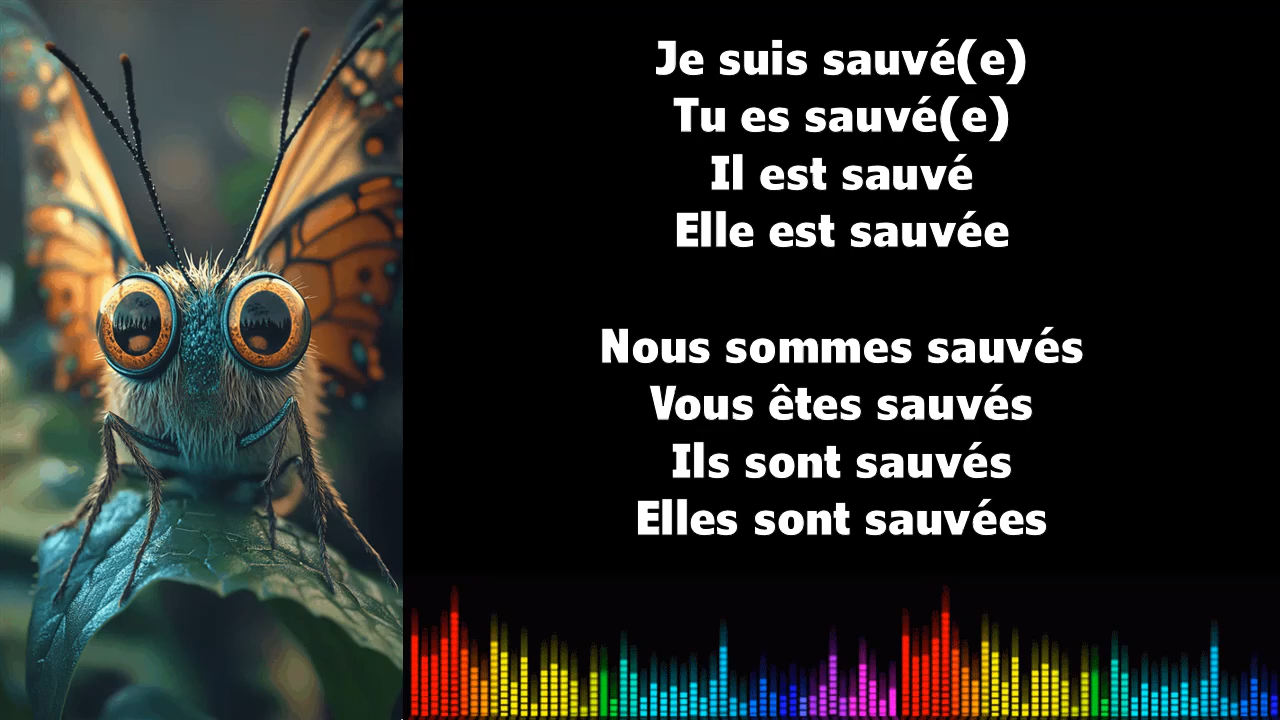 Je suis sauvé(e)
Tu es sauvé(e)
Il est sauvé
Elle est sauvée
Nous sommes sauvés
Vous êtes sauvés
Ils sont sauvés
Elles sont sauvées